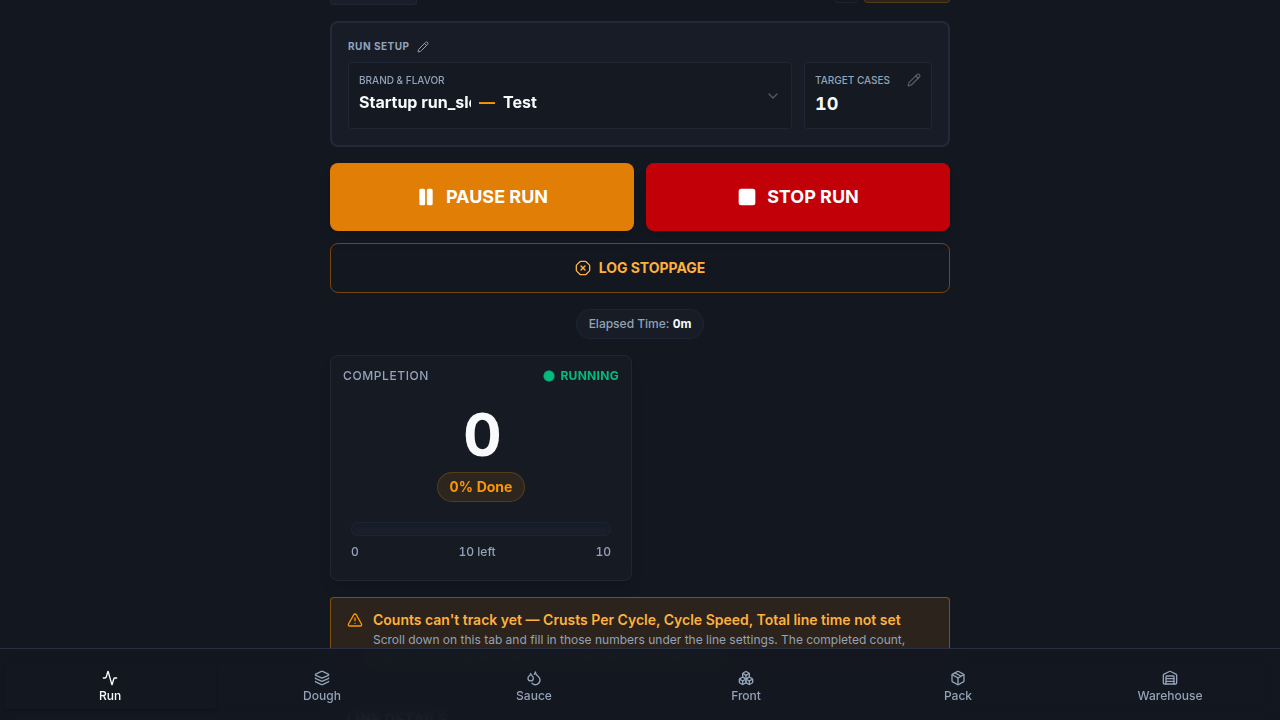 RUN SETUP
BRAND & FLAVOR
Startup run_sl — Test
TARGET CASES
10
PAUSE RUN
STOP RUN
LOG STOPPAGE
Elapsed Time: 0m
COMPLETION
RUNNING
0
0% Done
0
10 left
10
Counts can't track yet — Crusts Per Cycle, Cycle Speed, Total line time not set
Scroll down on this tab and fill in those numbers under the line settings. The completed count,
Run
Dough
Sauce
Front
Pack
Warehouse